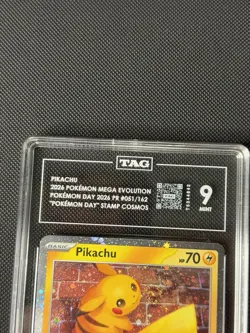 TAG
PIKACHU
2026 POKÉMON MEGA EVOLUTION
POKÉMON DAY 2026 PR #051/162
"POKÉMON DAY" STAMP COSMOS
9
MINT
BASIC
Pikachu
HP70